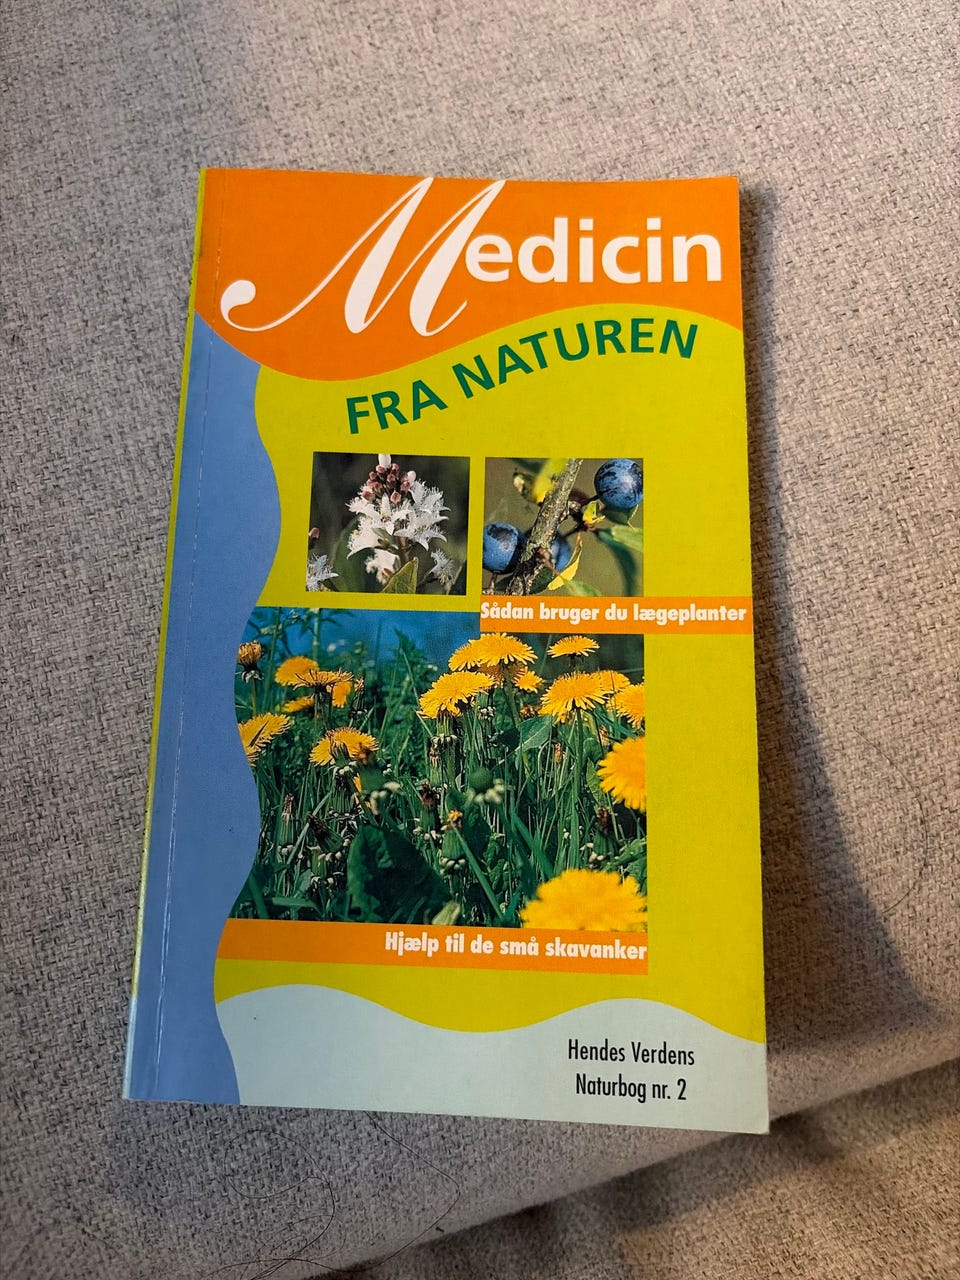 Medicin
FRA NATUREN
Sådan bruger du lægeplanter
Hjælp til de små skavanker
Hendes Verdens
Naturbog nr. 2